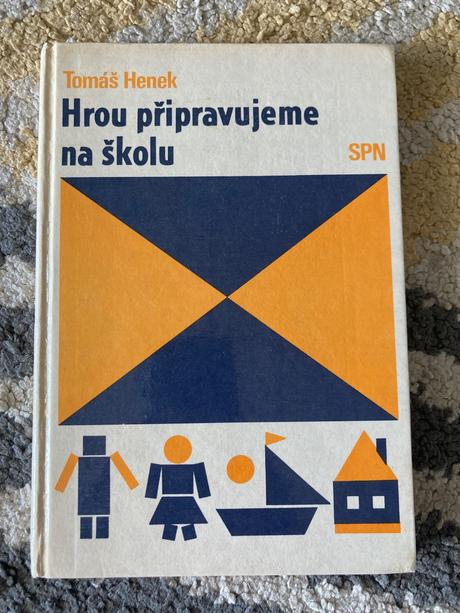 Tomáš Henek
Hrou připravujeme
na školu
SPN